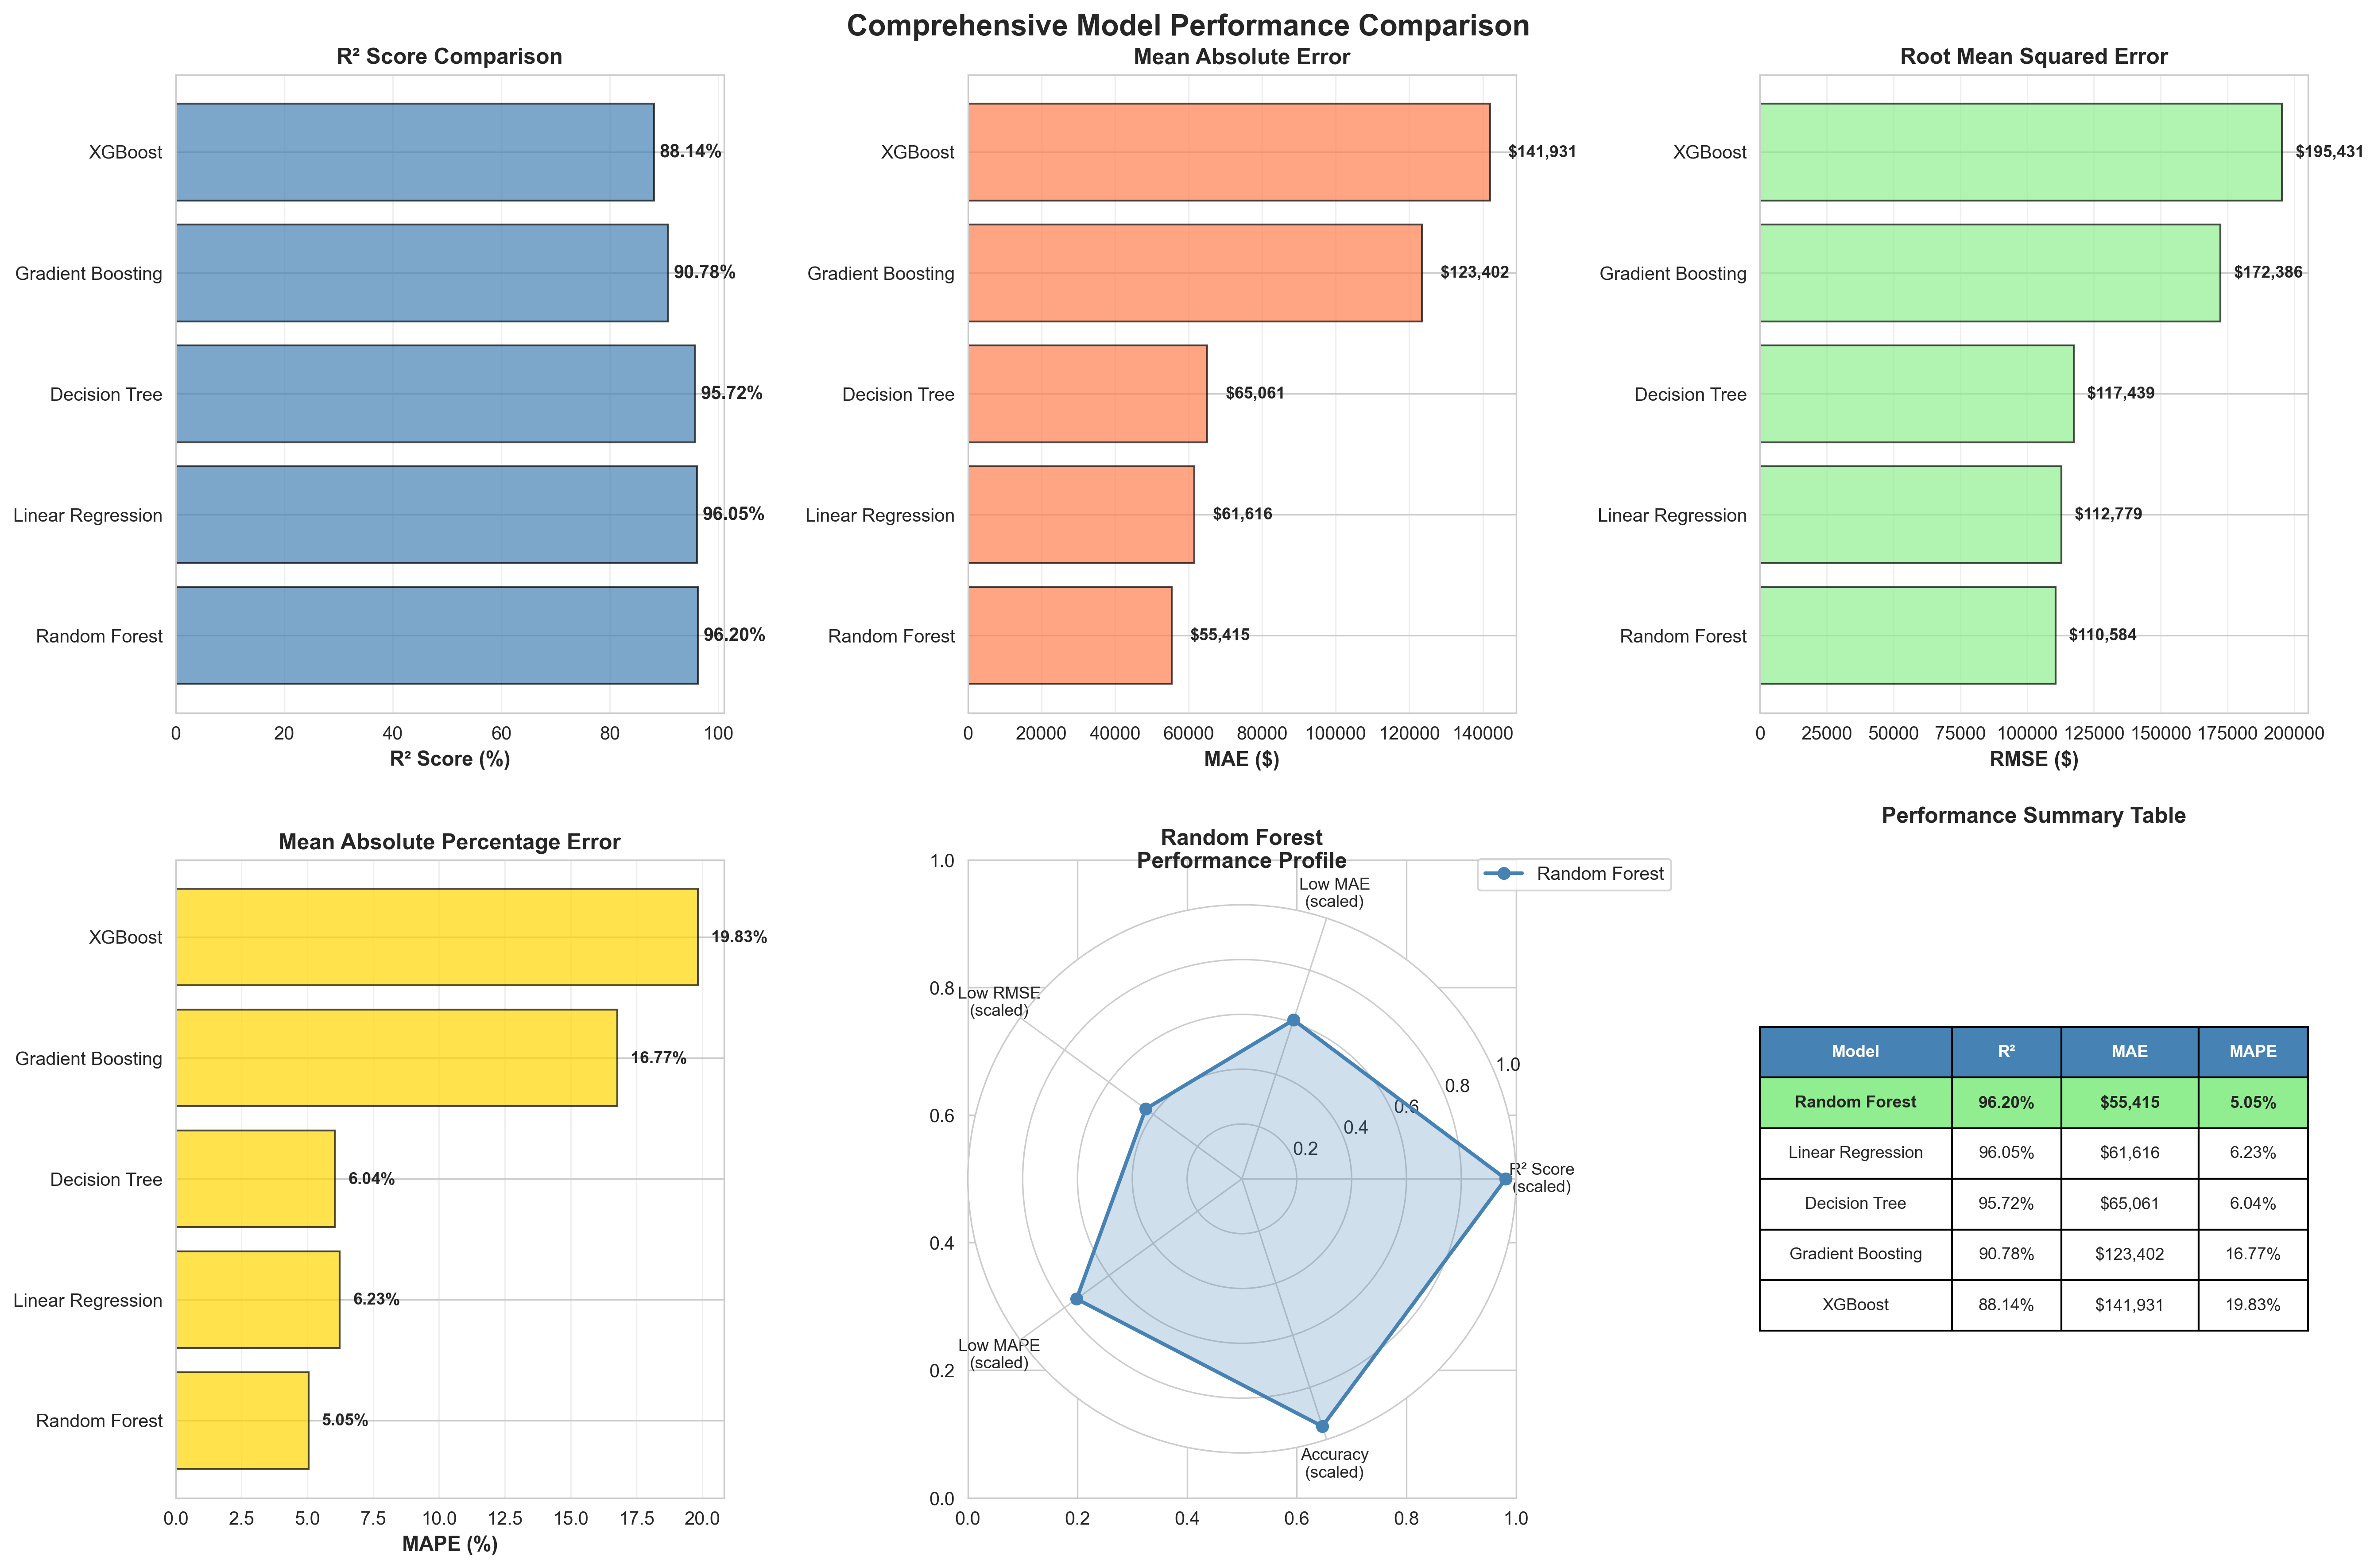 Comprehensive Model Performance Comparison
R² Score Comparison
XGBoost
88.14%
Gradient Boosting
90.78%
Decision Tree
95.72%
Linear Regression
96.05%
Random Forest
96.20%
0 20 40 60 80 100
R² Score (%)
Mean Absolute Error
XGBoost
$141,931
Gradient Boosting
$123,402
Decision Tree
$65,061
Linear Regression
$61,616
Random Forest
$55,415
0 20000 40000 60000 80000 100000 120000 140000
MAE ($)
Root Mean Squared Error
XGBoost
$195,431
Gradient Boosting
$172,386
Decision Tree
$117,439
Linear Regression
$112,779
Random Forest
$110,584
0 25000 50000 75000 100000 125000 150000 175000 200000
RMSE ($)
Mean Absolute Percentage Error
XGBoost
19.83%
Gradient Boosting
16.77%
Decision Tree
6.04%
Linear Regression
6.23%
Random Forest
5.05%
0.0 2.5 5.0 7.5 10.0 12.5 15.0 17.5 20.0
MAPE (%)
Random Forest
Performance Profile
Random Forest
1.0
0.8
0.6
0.4
0.2
0.0
0.0 0.2 0.4 0.6 0.8 1.0
Low MAE
(scaled)
Low RMSE
(scaled)
1.0
0.8
0.6
0.4
0.2
R² Score
(scaled)
Low MAPE
(scaled)
Accuracy
(scaled)
Performance Summary Table
Model R² MAE MAPE
Random Forest 96.20% $55,415 5.05%
Linear Regression 96.05% $61,616 6.23%
Decision Tree 95.72% $65,061 6.04%
Gradient Boosting 90.78% $123,402 16.77%
XGBoost 88.14% $141,931 19.83%